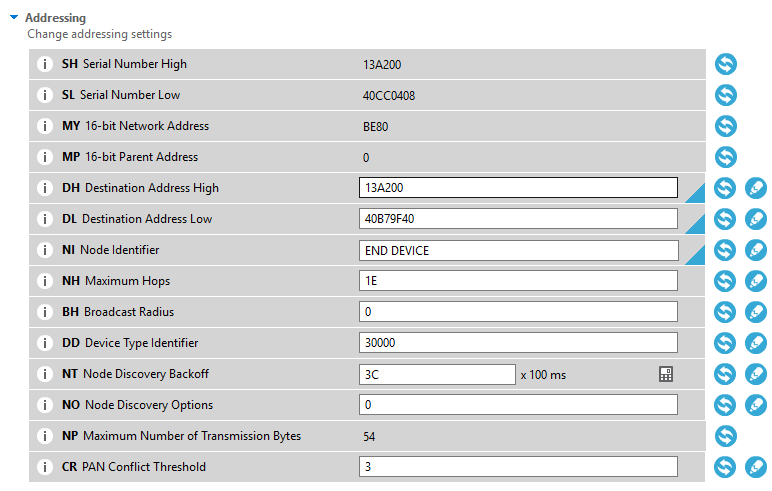 Addressing
Change addressing settings
i SH Serial Number High 13A200
i SL Serial Number Low 40CC0408
i MY 16-bit Network Address BE80
i MP 16-bit Parent Address 0
i DH Destination Address High 13A200
i DL Destination Address Low 40B79F40
i NI Node Identifier END DEVICE
i NH Maximum Hops 1E
i BH Broadcast Radius 0
i DD Device Type Identifier 30000
i NT Node Discovery Backoff 3C x 100 ms
i NO Node Discovery Options 0
i NP Maximum Number of Transmission Bytes 54
i CR PAN Conflict Threshold 3